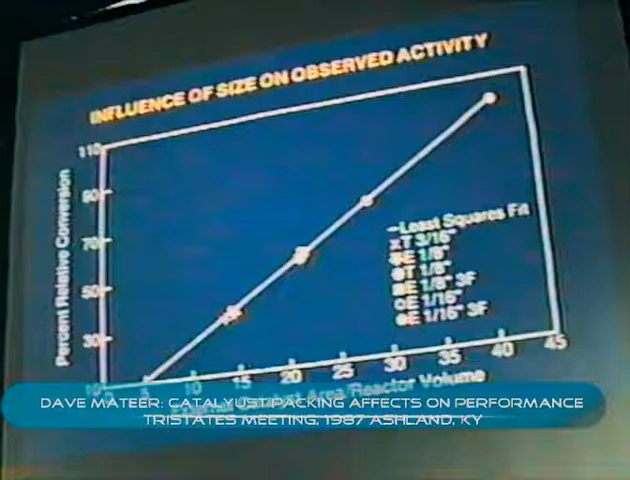 INFLUENCE OF SIZE ON OBSERVED ACTIVITY
110
90
70
50
30
10
Percent Relative Conversion
Least Squares Fit
xT 3/16"
E 1/8"
T 1/8"
E 1/8" 3F
oE 1/16"
E 1/16" 3F
5 10 15 20 25 30 35 40 45
Area/Reactor Volume
DAVE MATEER: CATALYUST PACKING AFFECTS ON PERFORMANCE
TRISTATES MEETING, 1987 ASHLAND, KY